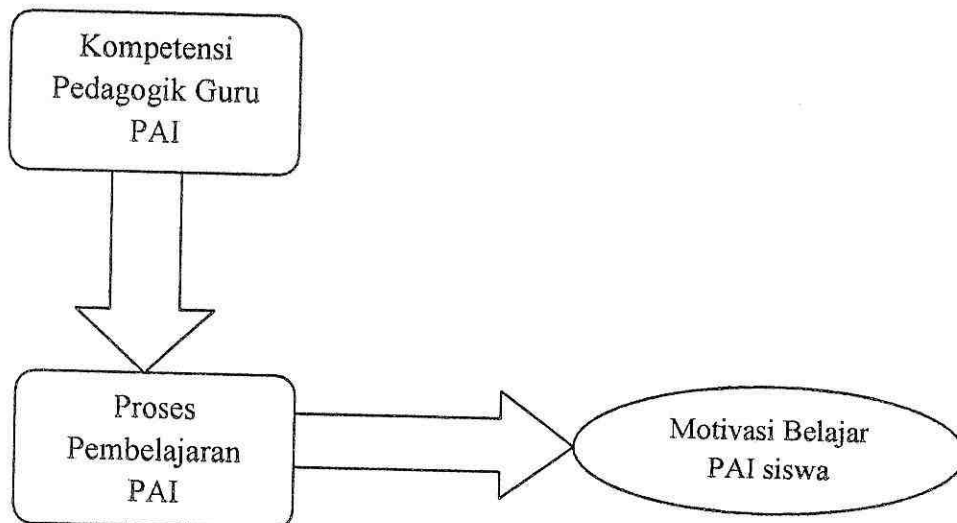 Kompetensi
Pedagogik Guru
PAI
Proses
Pembelajaran
PAI
Motivasi Belajar
PAI siswa